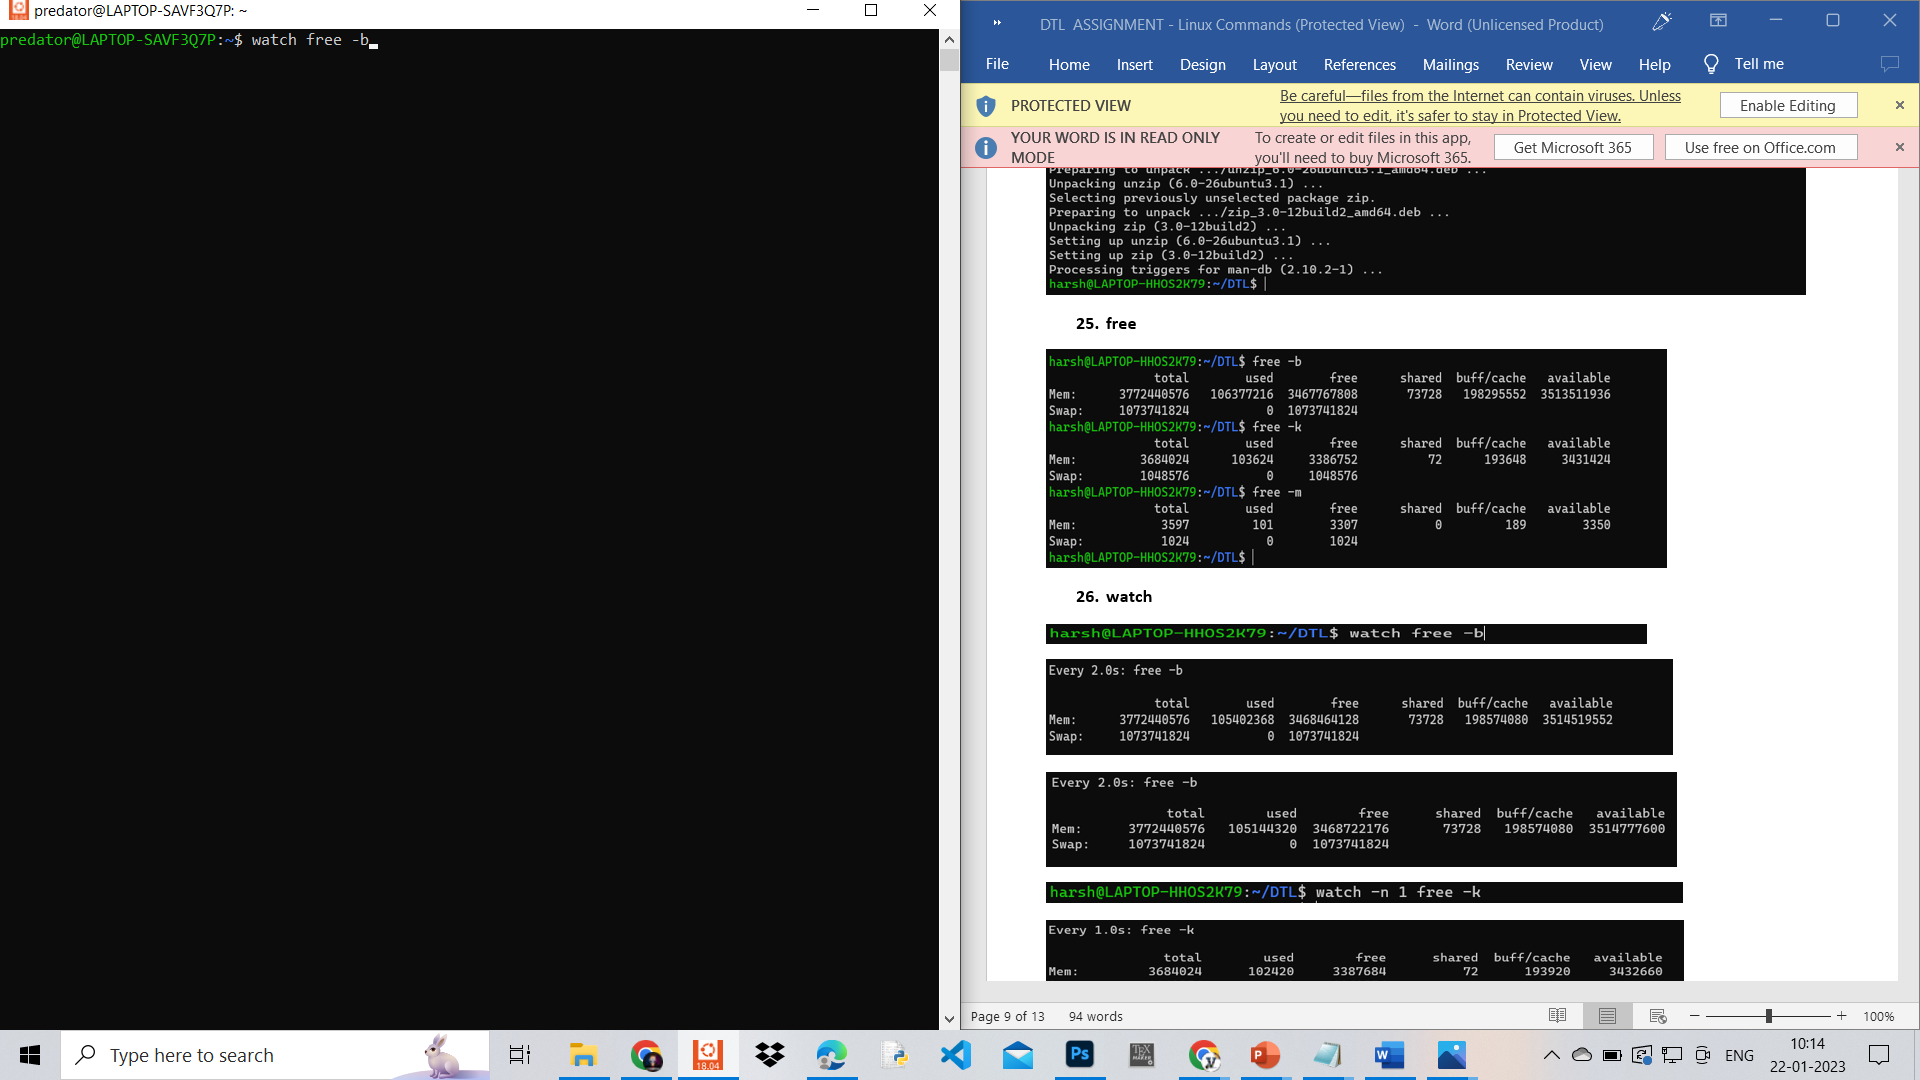 predator@LAPTOP-SAVF3Q7P: ~
predator@LAPTOP-SAVF3Q7P:~$ watch free -b
DTL ASSIGNMENT - Linux Commands (Protected View) - Word (Unlicensed Product)
File Home Insert Design Layout References Mailings Review View Help Tell me
PROTECTED VIEW
Be careful—files from the Internet can contain viruses. Unless
you need to edit, it's safer to stay in Protected View.
Enable Editing
YOUR WORD IS IN READ ONLY
MODE
To create or edit files in this app,
you'll need to buy Microsoft 365.
Get Microsoft 365
Use free on Office.com
Preparing to unpack .../unzip_6.0-26ubuntu3.1_amd64.deb ...
Unpacking unzip (6.0-26ubuntu3.1) ...
Selecting previously unselected package zip.
Preparing to unpack .../zip_3.0-12build2_amd64.deb ...
Unpacking zip (3.0-12build2) ...
Setting up unzip (6.0-26ubuntu3.1) ...
Setting up zip (3.0-12build2) ...
Processing triggers for man-db (2.10.2-1) ...
harsh@LAPTOP-HHOS2K79:~/DTL$
25. free
harsh@LAPTOP-HHOS2K79:~/DTL$ free -b
total used free shared buff/cache available
Mem: 3772440576 106377216 3467767808 73728 198295552 3513511936
Swap: 1073741824 0 1073741824
harsh@LAPTOP-HHOS2K79:~/DTL$ free -k
total used free shared buff/cache available
Mem: 3684024 103624 3386752 72 193648 3431424
Swap: 1048576 0 1048576
harsh@LAPTOP-HHOS2K79:~/DTL$ free -m
total used free shared buff/cache available
Mem: 3597 101 3307 0 189 3350
Swap: 1024 0 1024
harsh@LAPTOP-HHOS2K79:~/DTL$
26. watch
harsh@LAPTOP-HHOS2K79:~/DTL$ watch free -b
Every 2.0s: free -b
total used free shared buff/cache available
Mem: 3772440576 105402368 3468464128 73728 198574080 3514519552
Swap: 1073741824 0 1073741824
Every 2.0s: free -b
total used free shared buff/cache available
Mem: 3772440576 105144320 3468722176 73728 198574080 3514777600
Swap: 1073741824 0 1073741824
harsh@LAPTOP-HHOS2K79:~/DTL$ watch -n 1 free -k
Every 1.0s: free -k
total used free shared buff/cache available
Mem: 3684024 102420 3387684 72 193920 3432660
Page 9 of 13 94 words
100%
Type here to search
18.04
Ps
TEX
MAKER
ENG
10:14
22-01-2023